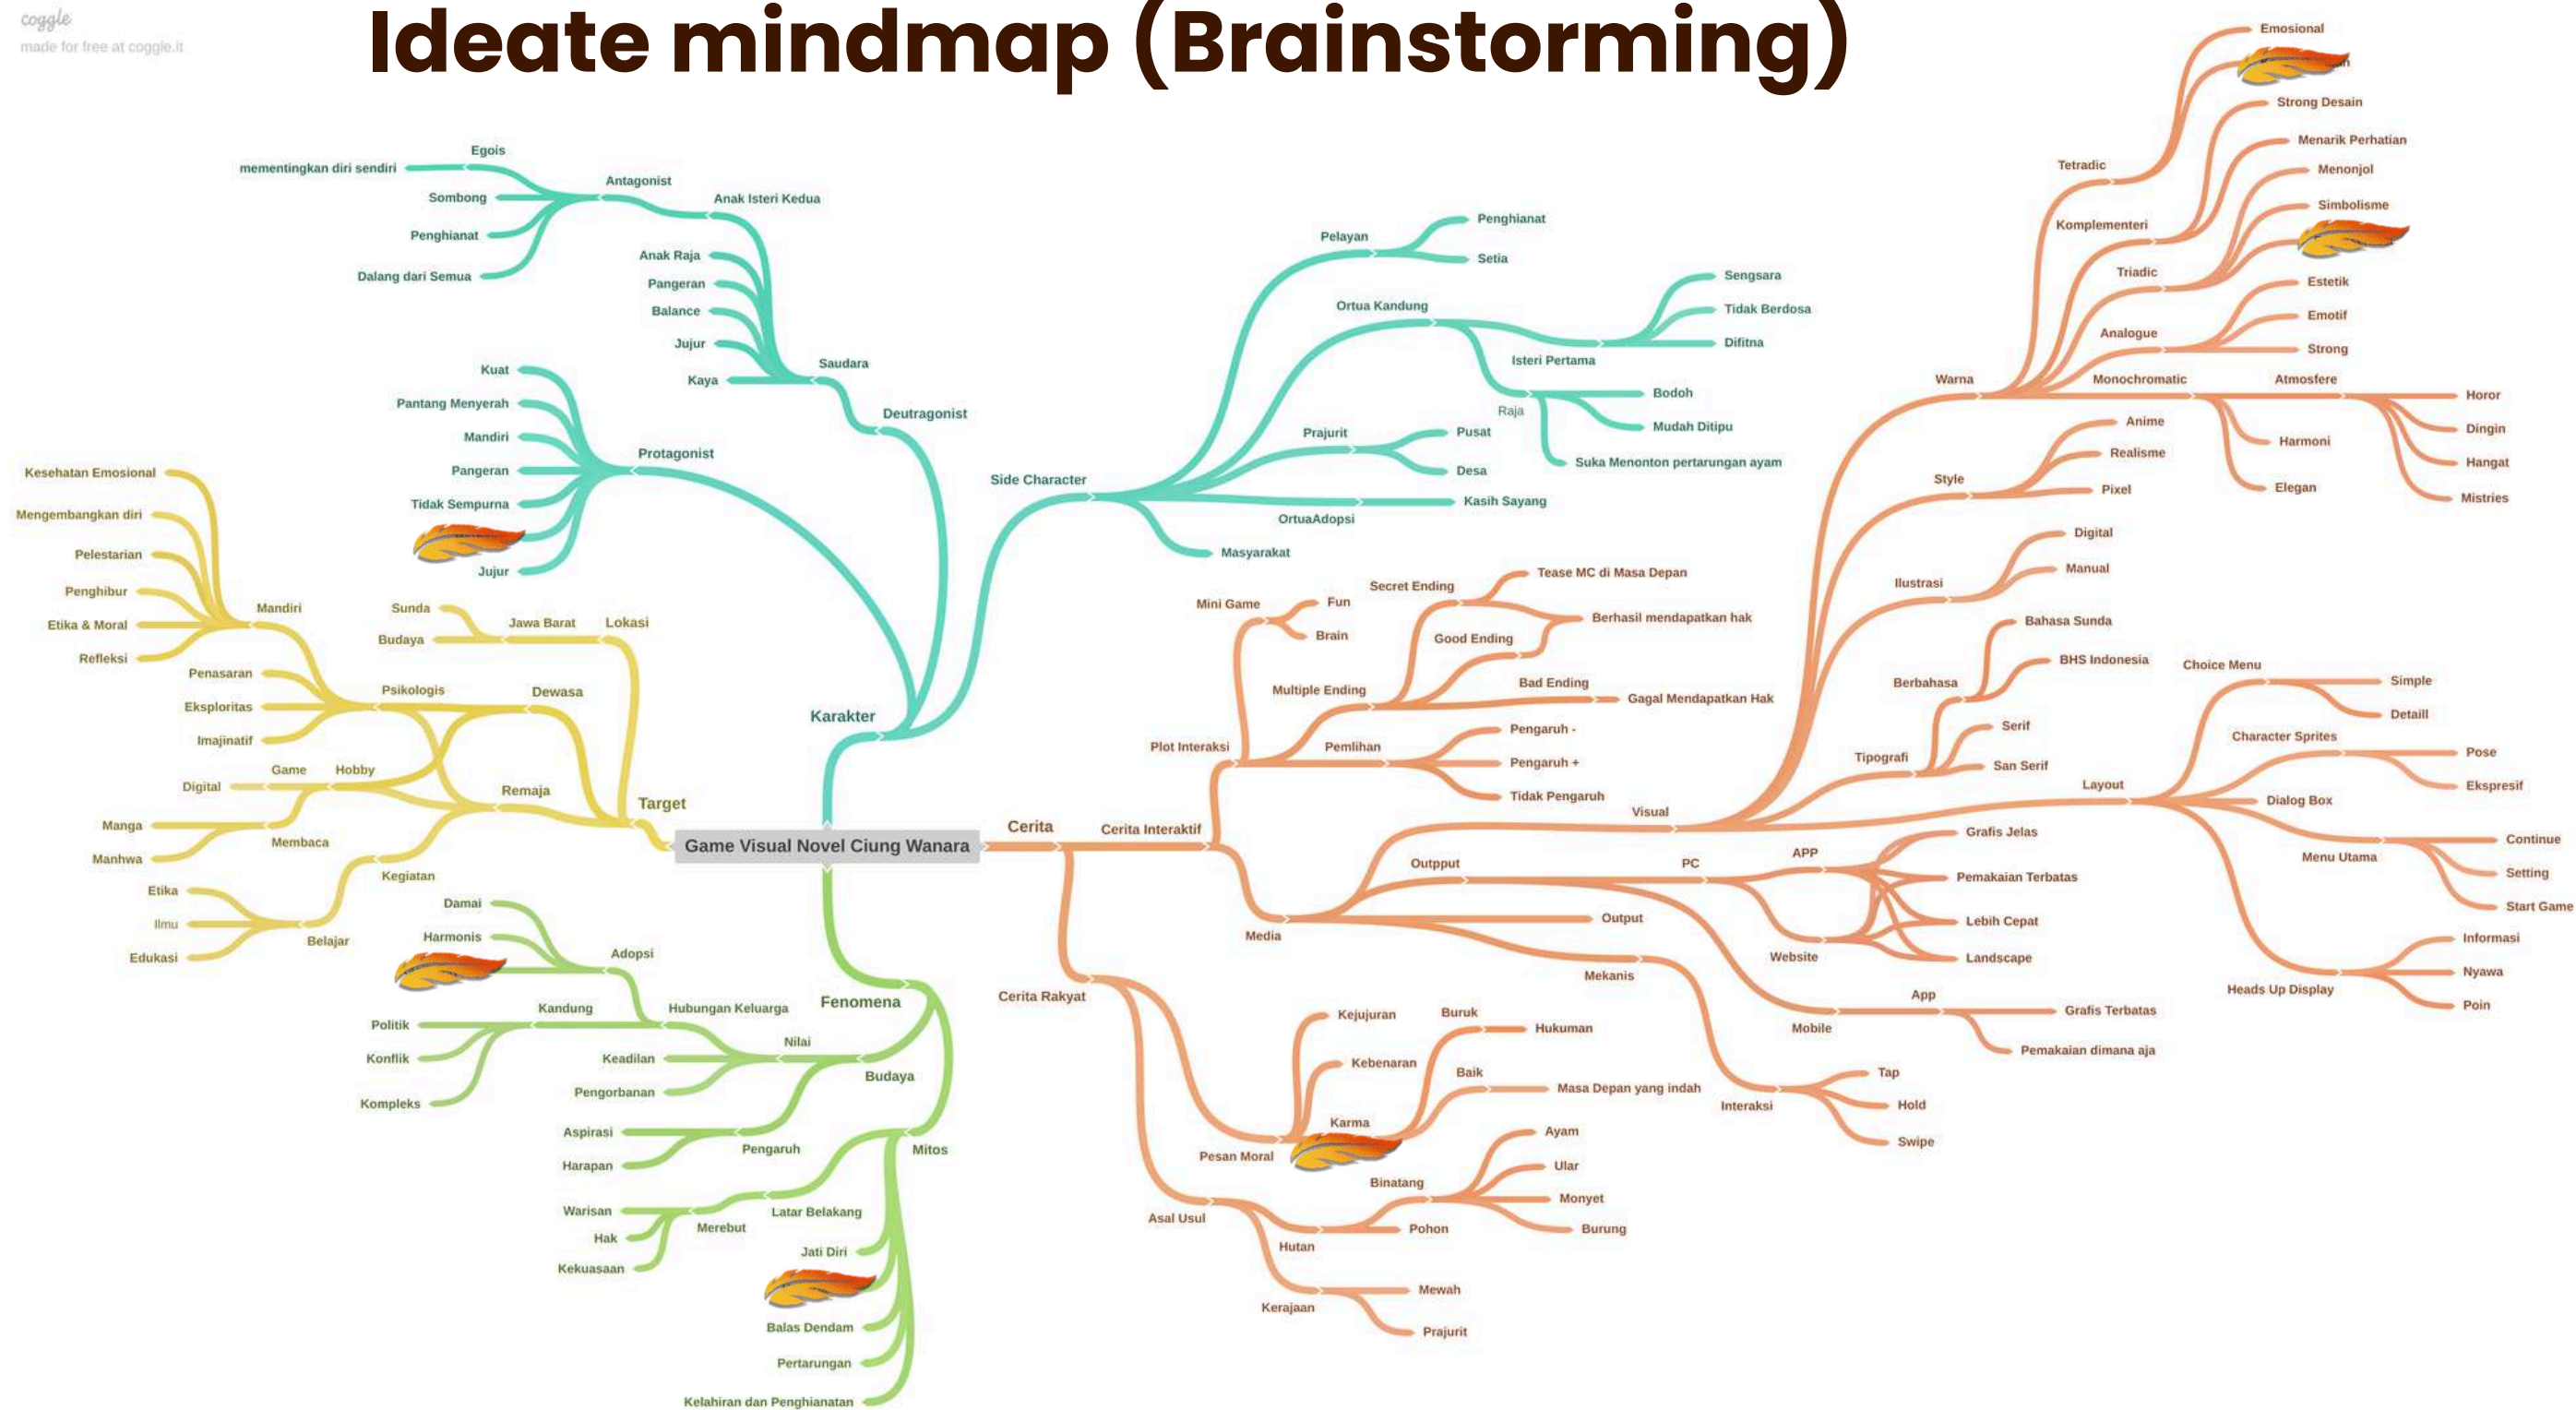 coggle
made for free at coggle.it
Ideate mindmap (Brainstorming)
Game Visual Novel Ciung Wanara
Karakter
Deutragonist
Saudara
Anak Isteri Kedua
Antagonist
Egois
mementingkan diri sendiri
Sombong
Penghianat
Dalang dari Semua
Anak Raja
Pangeran
Balance
Jujur
Kaya
Protagonist
Kuat
Pantang Menyerah
Mandiri
Pangeran
Tidak Sempurna
Jujur
Side Character
Pelayan
Penghianat
Setia
Ortua Kandung
Isteri Pertama
Sengsara
Tidak Berdosa
Difitna
Raja
Bodoh
Mudah Ditipu
Suka Menonton pertarungan ayam
Prajurit
Pusat
Desa
OrtuaAdopsi
Kasih Sayang
Masyarakat
Target
Lokasi
Jawa Barat
Sunda
Budaya
Dewasa
Psikologis
Mandiri
Kesehatan Emosional
Mengembangkan diri
Pelestarian
Penghibur
Etika & Moral
Refleksi
Penasaran
Eksploritas
Imajinatif
Hobby
Game
Digital
Membaca
Manga
Manhwa
Remaja
Kegiatan
Belajar
Etika
Ilmu
Edukasi
Fenomena
Budaya
Nilai
Hubungan Keluarga
Adopsi
Damai
Harmonis
Kandung
Politik
Konflik
Kompleks
Keadilan
Pengorbanan
Pengaruh
Aspirasi
Harapan
Mitos
Latar Belakang
Merebut
Warisan
Hak
Kekuasaan
Jati Diri
Balas Dendam
Pertarungan
Kelahiran dan Penghianatan
Cerita
Cerita Interaktif
Plot Interaksi
Mini Game
Fun
Brain
Multiple Ending
Secret Ending
Tease MC di Masa Depan
Good Ending
Berhasil mendapatkan hak
Bad Ending
Gagal Mendapatkan Hak
Pemlihan
Pengaruh -
Pengaruh +
Tidak Pengaruh
Media
Visual
Warna
Tetradic
Emosional
Komplementeri
Strong Desain
Menarik Perhatian
Triadic
Menonjol
Simbolisme
Analogue
Estetik
Emotif
Strong
Monochromatic
Atmosfere
Horor
Dingin
Hangat
Mistries
Harmoni
Elegan
Style
Anime
Realisme
Pixel
Ilustrasi
Digital
Manual
Tipografi
Berbahasa
Bahasa Sunda
BHS Indonesia
Serif
San Serif
Layout
Choice Menu
Simple
Detaill
Character Sprites
Pose
Ekspresif
Dialog Box
Menu Utama
Continue
Setting
Start Game
Heads Up Display
Informasi
Nyawa
Poin
Outpput
PC
APP
Website
Grafis Jelas
Pemakaian Terbatas
Lebih Cepat
Landscape
Mobile
App
Grafis Terbatas
Pemakaian dimana aja
Output
Mekanis
Interaksi
Tap
Hold
Swipe
Cerita Rakyat
Pesan Moral
Kejujuran
Kebenaran
Karma
Buruk
Hukuman
Baik
Masa Depan yang indah
Asal Usul
Hutan
Binatang
Ayam
Ular
Monyet
Burung
Pohon
Kerajaan
Mewah
Prajurit